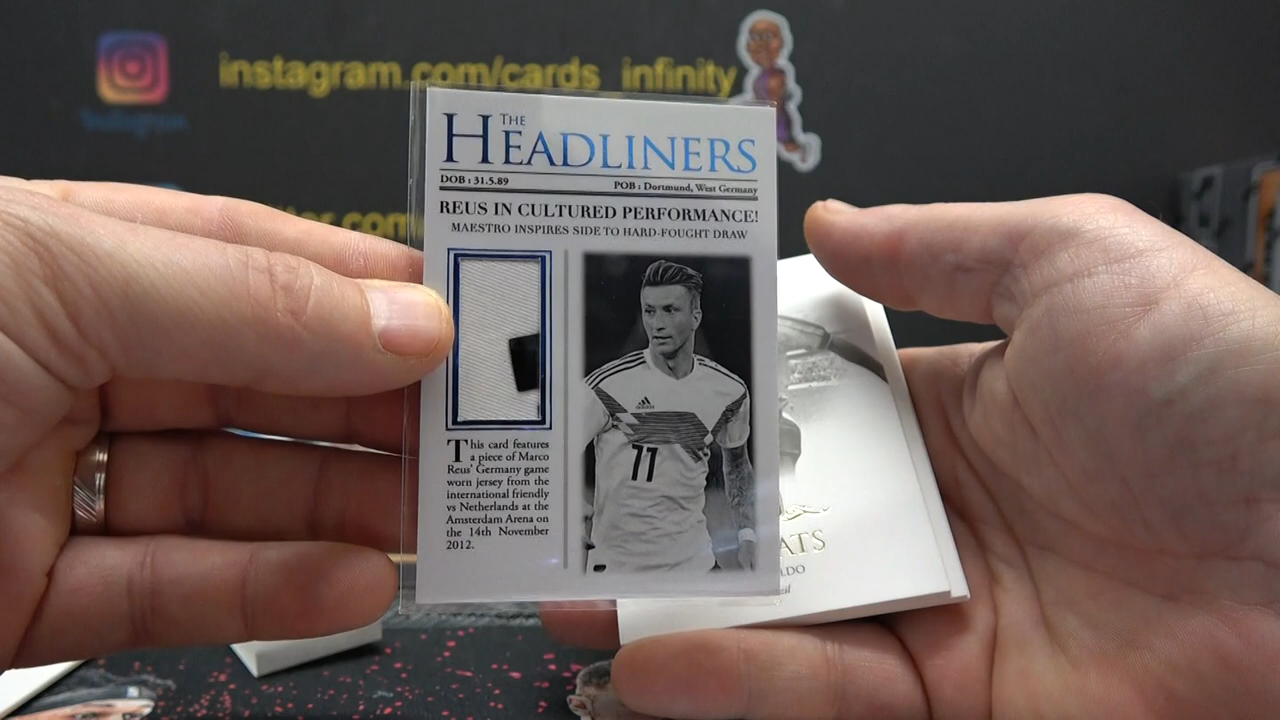 Instagram
instagram.com/cards_infinity
THE
HEADLINERS
DOB : 31.5.89
POB : Dortmund, West Germany
REUS IN CULTURED PERFORMANCE!
MAESTRO INSPIRES SIDE TO HARD-FOUGHT DRAW
This card features
a piece of Marco
Reus' Germany game
worn jersey from the
international friendly
vs Netherlands at the
Amsterdam Arena on
the 14th November
2012.
adidas
11